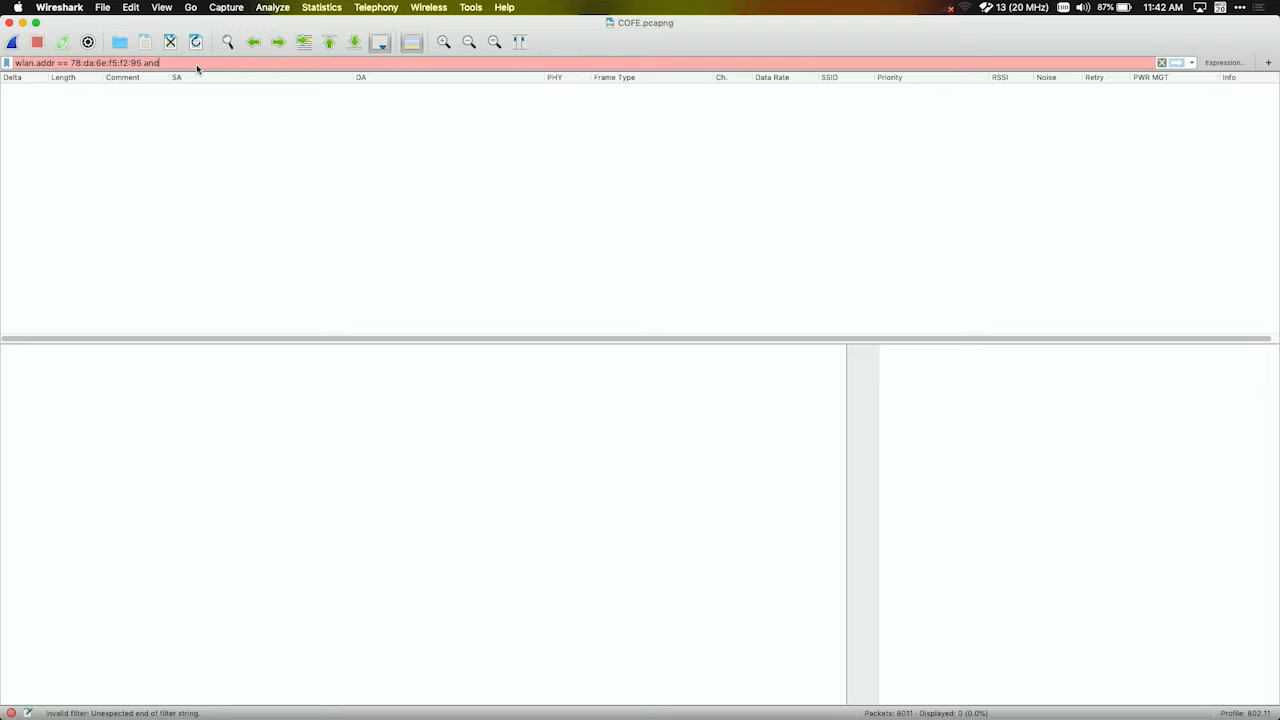 Wireshark File Edit View Go Capture Analyze Statistics Telephony Wireless Tools Help 13 (20 MHz) 87% 20 11:42 AM
COFE.pcapng
wlan.addr == 78:da:6e:f5:f2:95 and Expression... +
Delta Length Comment SA DA PHY Frame Type Ch. Data Rate SSID Priority RSSI Noise Retry PWR MGT Info
Invalid filter: Unexpected end of filter string. Packets: 8011 · Displayed: 0 (0.0%) Profile: 802.11